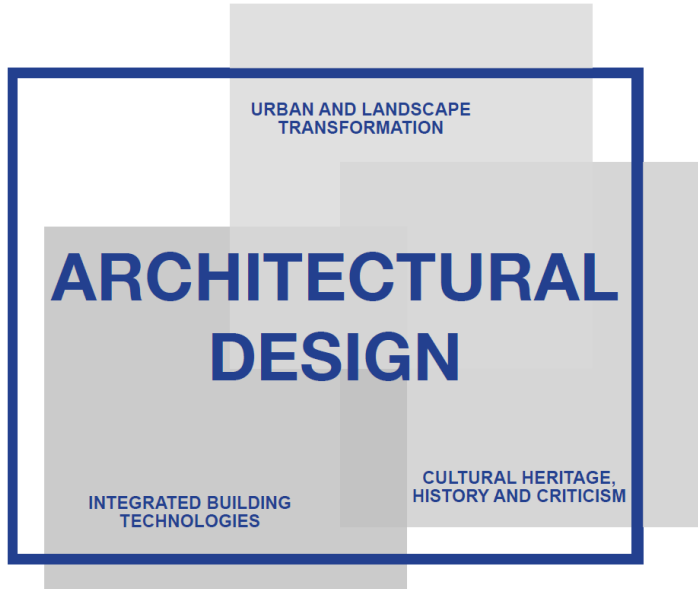 URBAN AND LANDSCAPE
TRANSFORMATION
ARCHITECTURAL
DESIGN
CULTURAL HERITAGE,
HISTORY AND CRITICISM
INTEGRATED BUILDING
TECHNOLOGIES